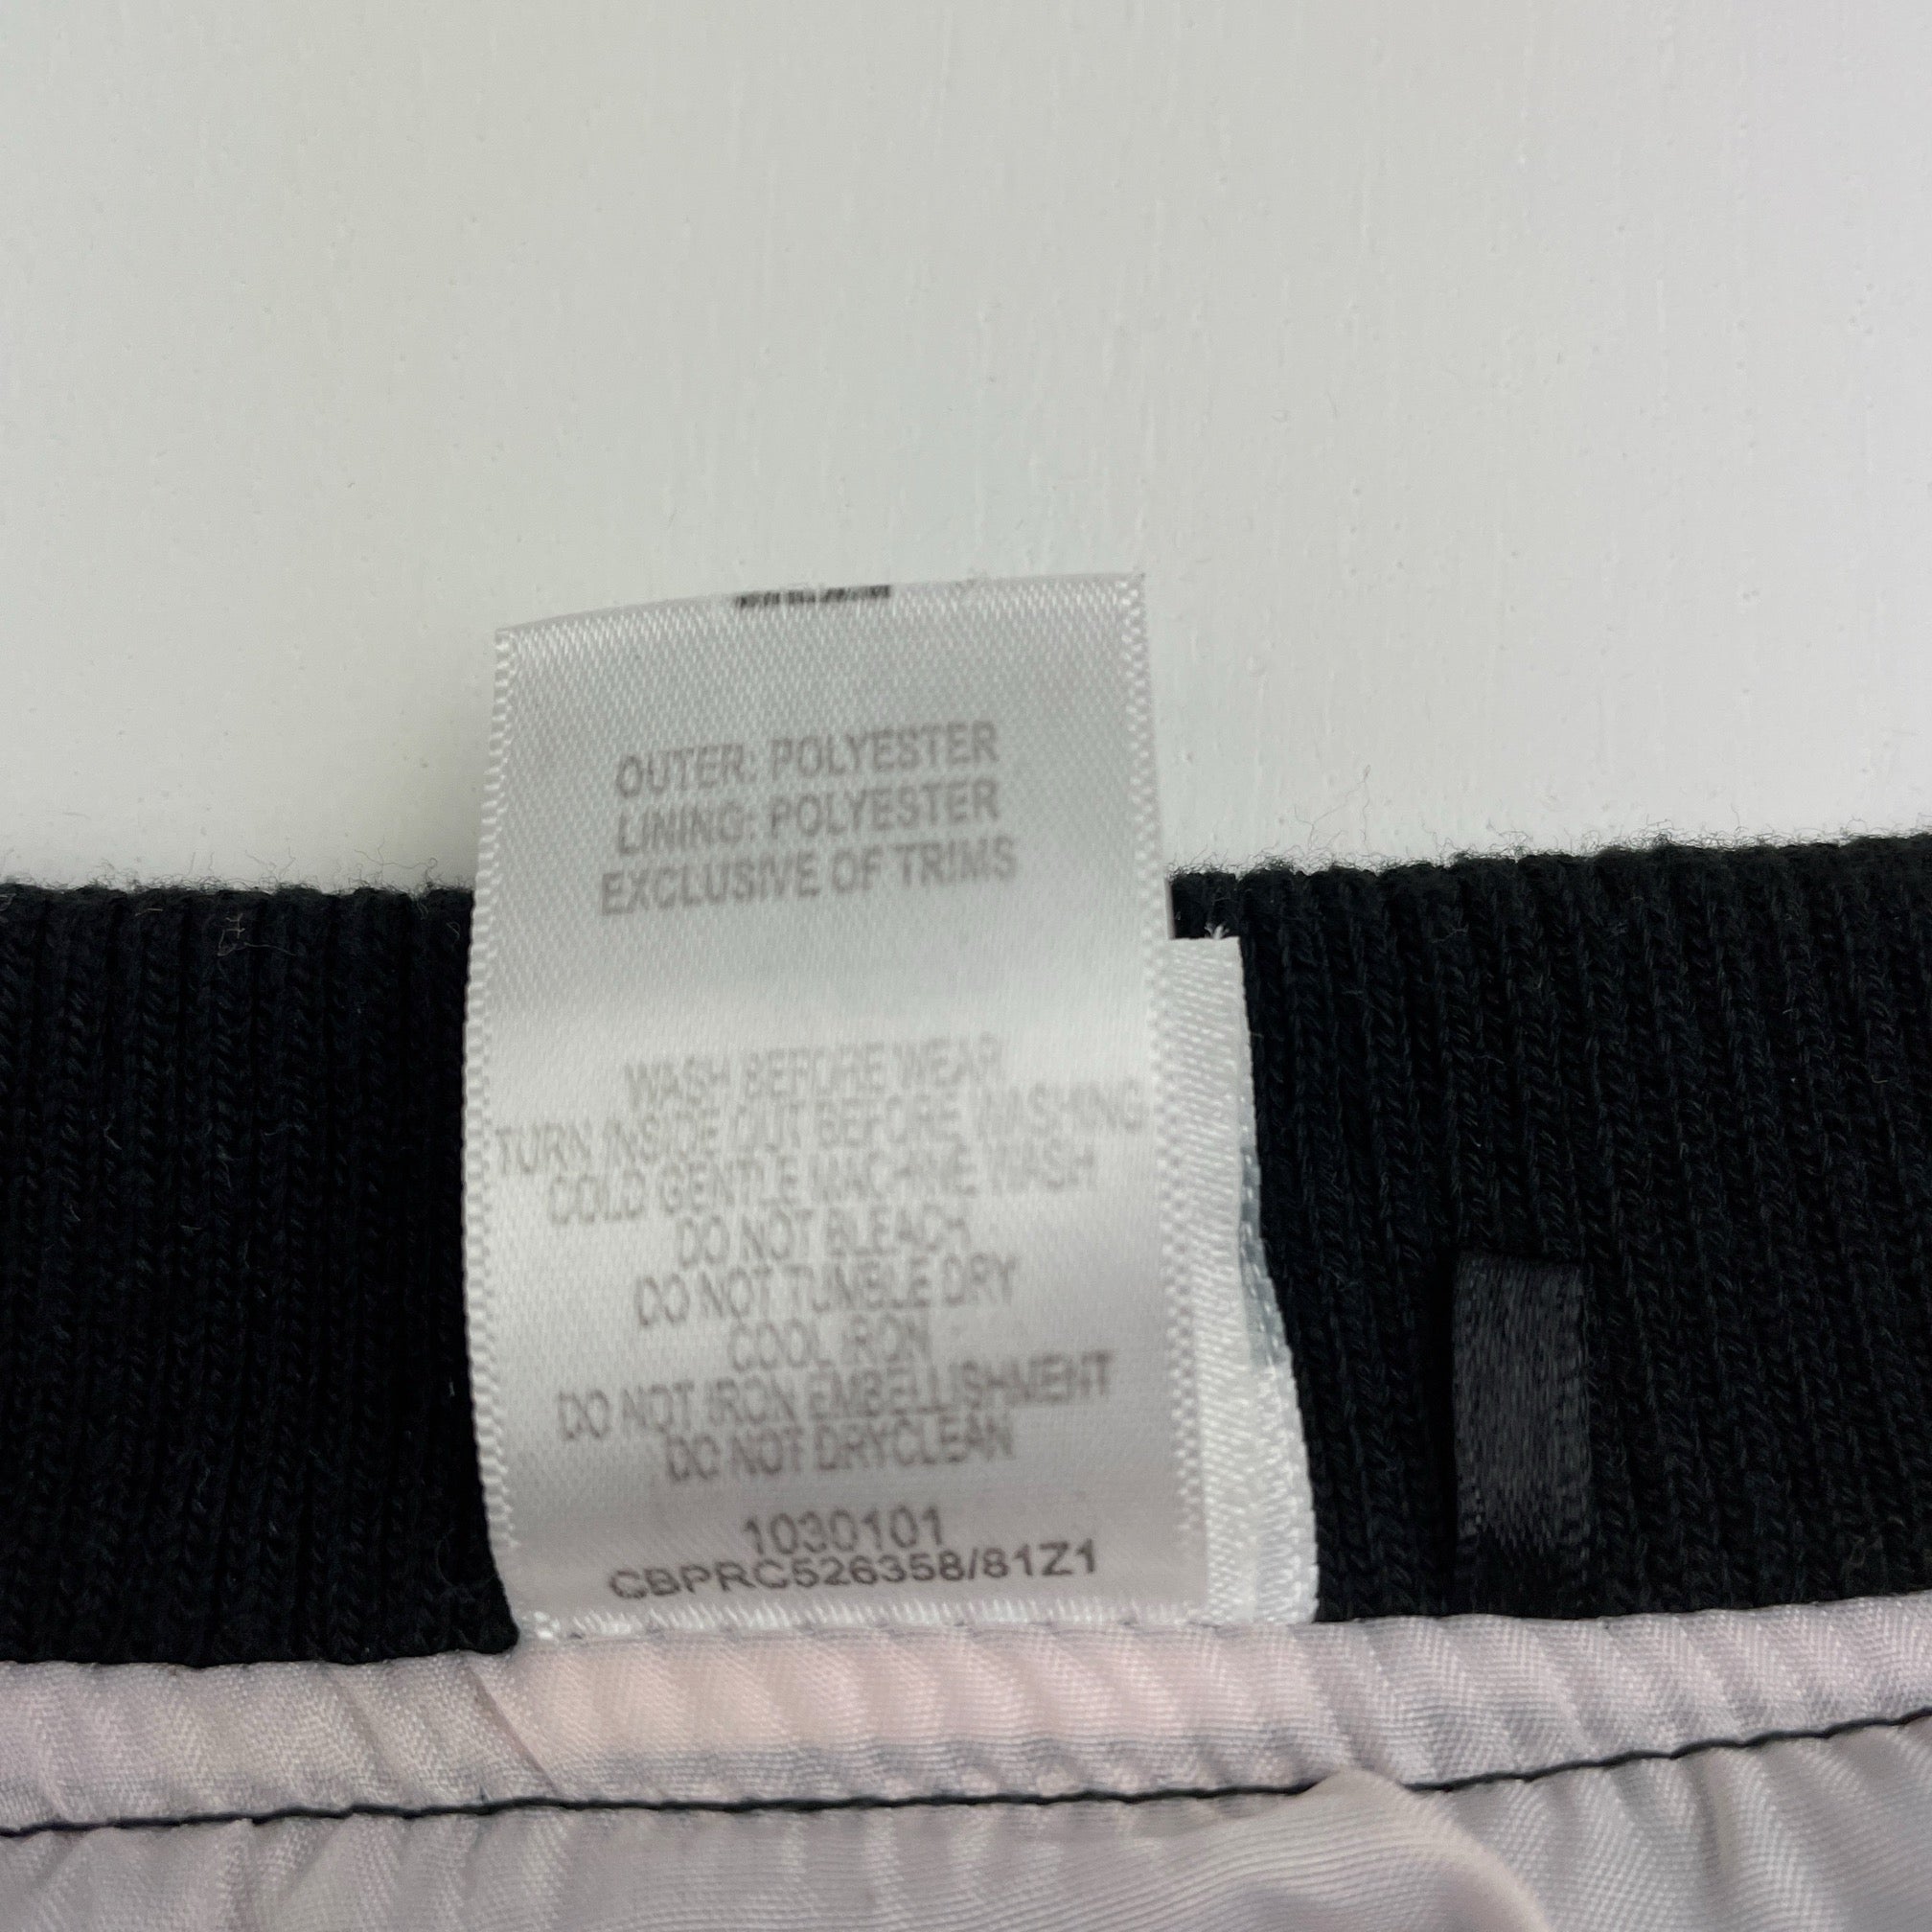 OUTER: POLYESTER
LINING: POLYESTER
EXCLUSIVE OF TRIMS
WASH BEFORE WEAR
TURN INSIDE OUT BEFORE WASHING
COLD GENTLE MACHINE WASH
DO NOT BLEACH
DO NOT TUMBLE DRY
COOL IRON
DO NOT IRON EMBELLISHMENT
DO NOT DRYCLEAN
1030101
CBPRC526358/81Z1